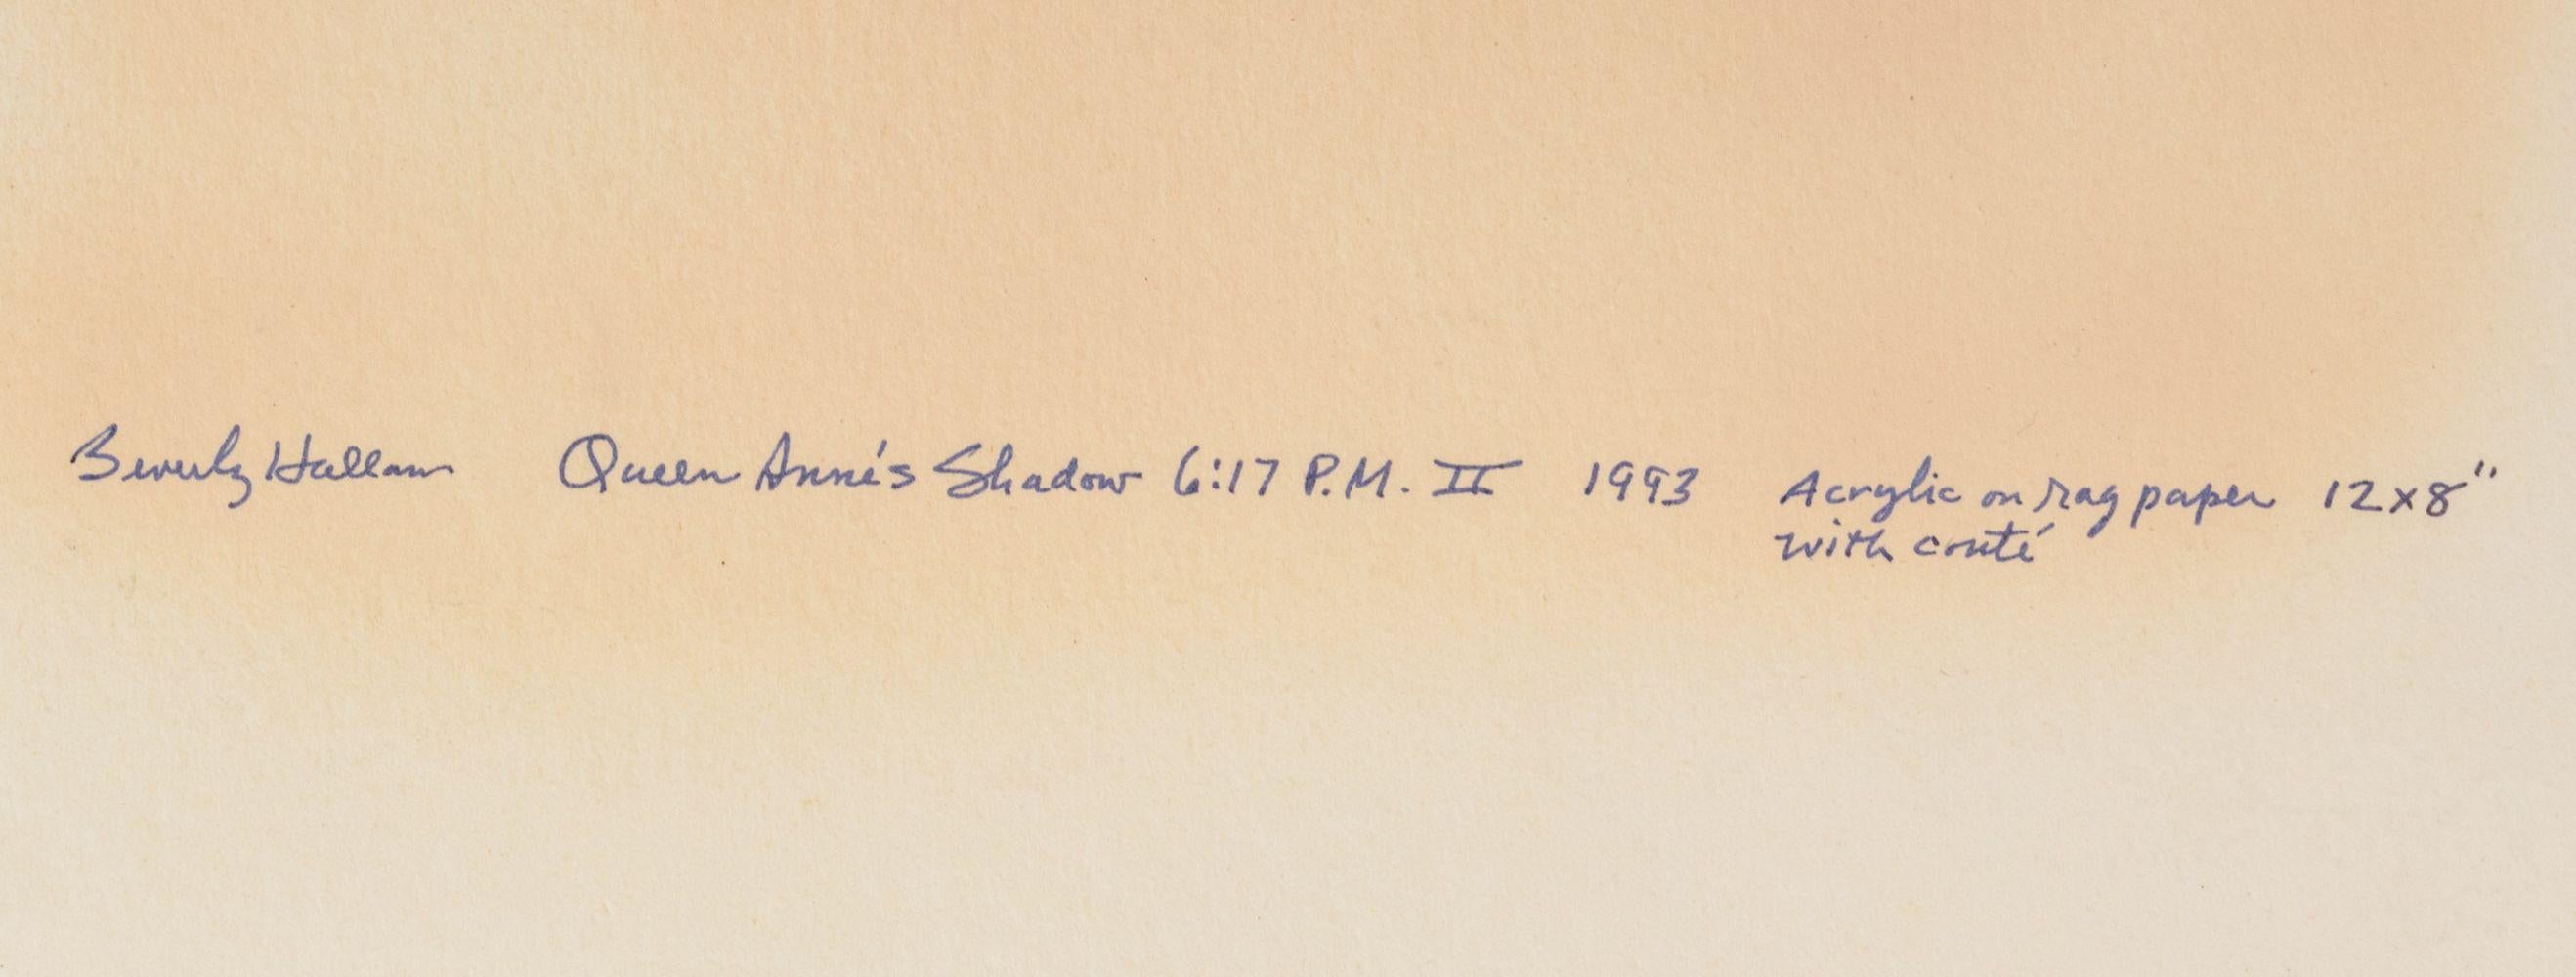 Beverly Hallam Queen Anne's Shadow 6:17 P.M. II 1993 Acrylic on rag paper 12x8"
with conté